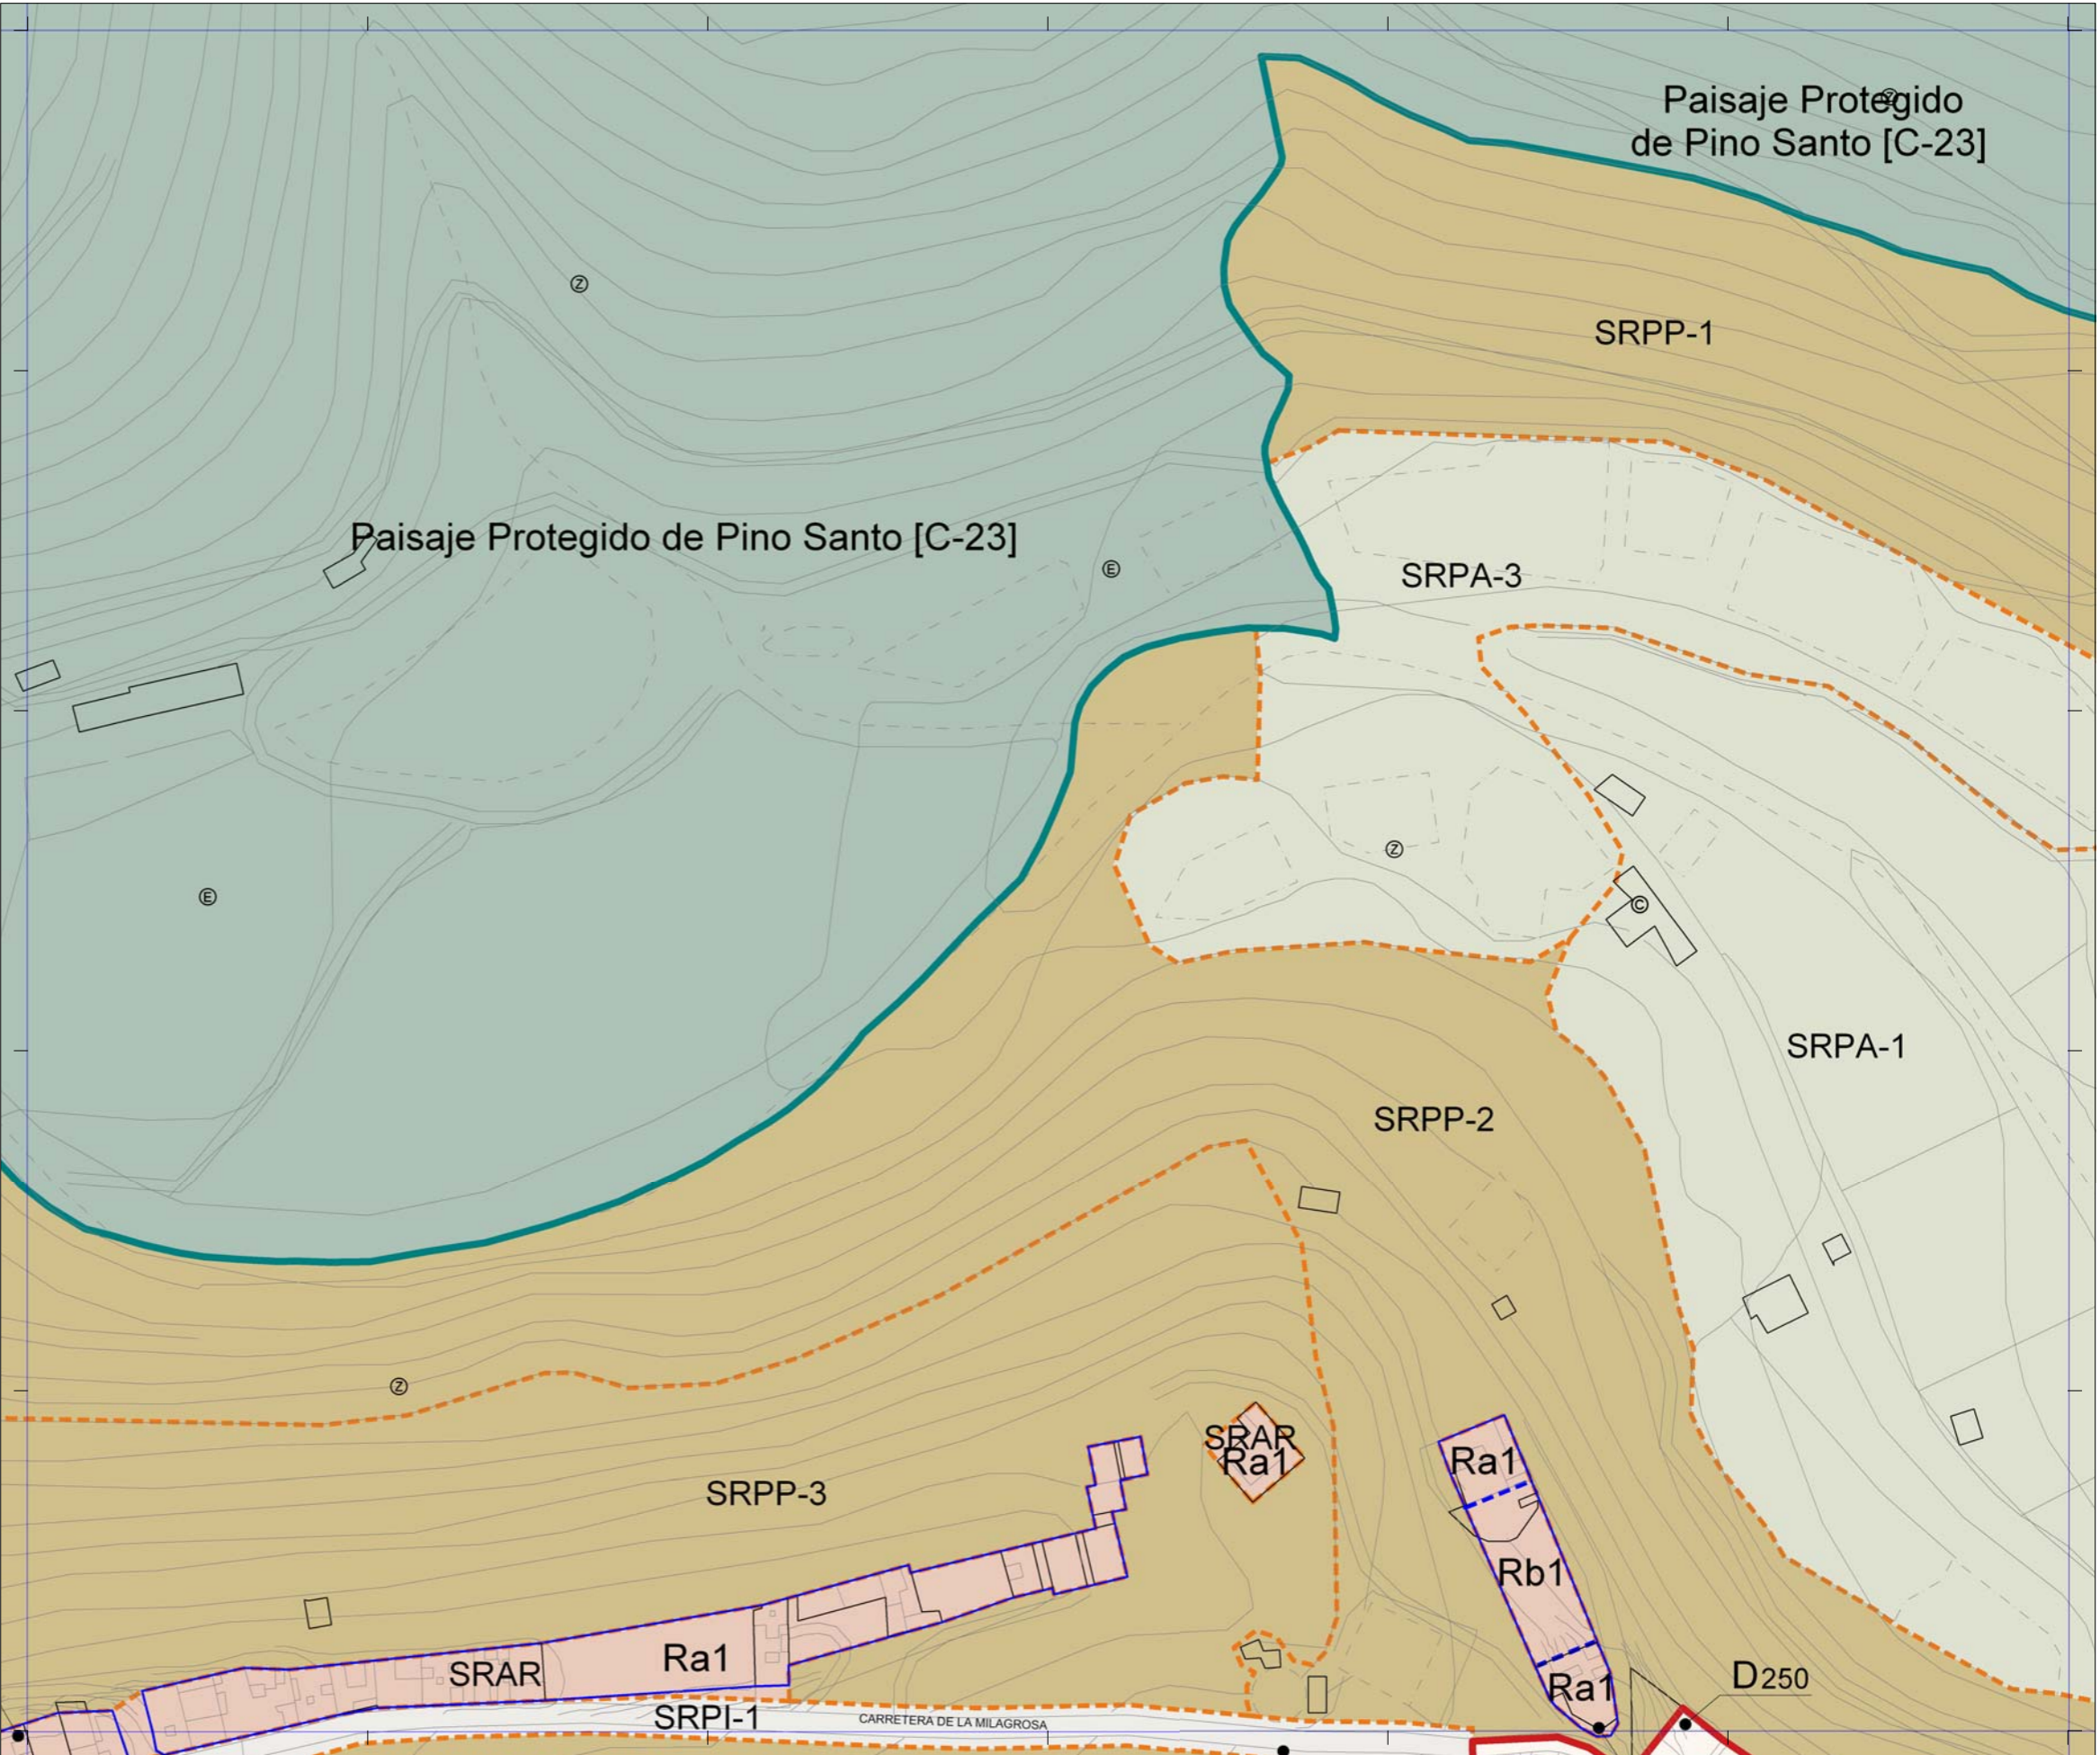 Paisaje Protegido
de Pino Santo [C-23]
Z
Z
SRPP-1
Paisaje Protegido de Pino Santo [C-23]
E
SRPA-3
Z
E
C
SRPA-1
SRPP-2
Z
SRAR
Ra1
Ra1
SRPP-3
Rb1
SRAR
Ra1
Ra1
D250
SRPI-1
CARRETERA DE LA MILAGROSA